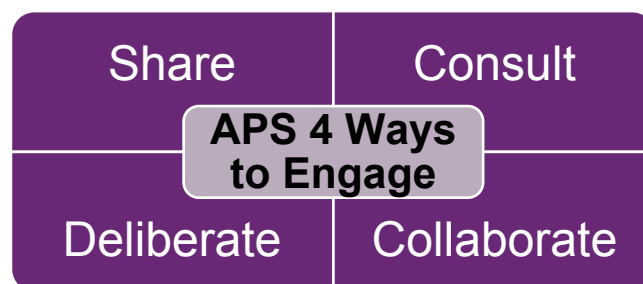 Share
Consult
APS 4 Ways
to Engage
Deliberate
Collaborate